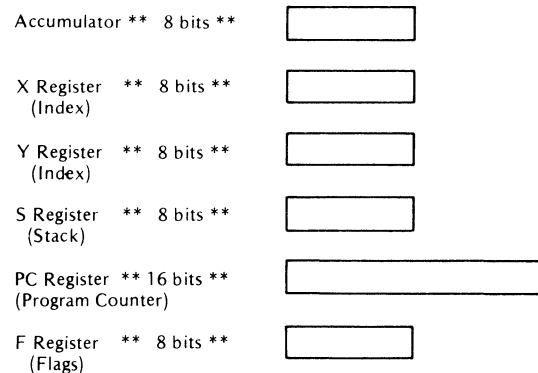 Accumulator ** 8 bits **
X Register ** 8 bits **
(Index)
Y Register ** 8 bits **
(Index)
S Register ** 8 bits **
(Stack)
PC Register ** 16 bits **
(Program Counter)
F Register ** 8 bits **
(Flags)